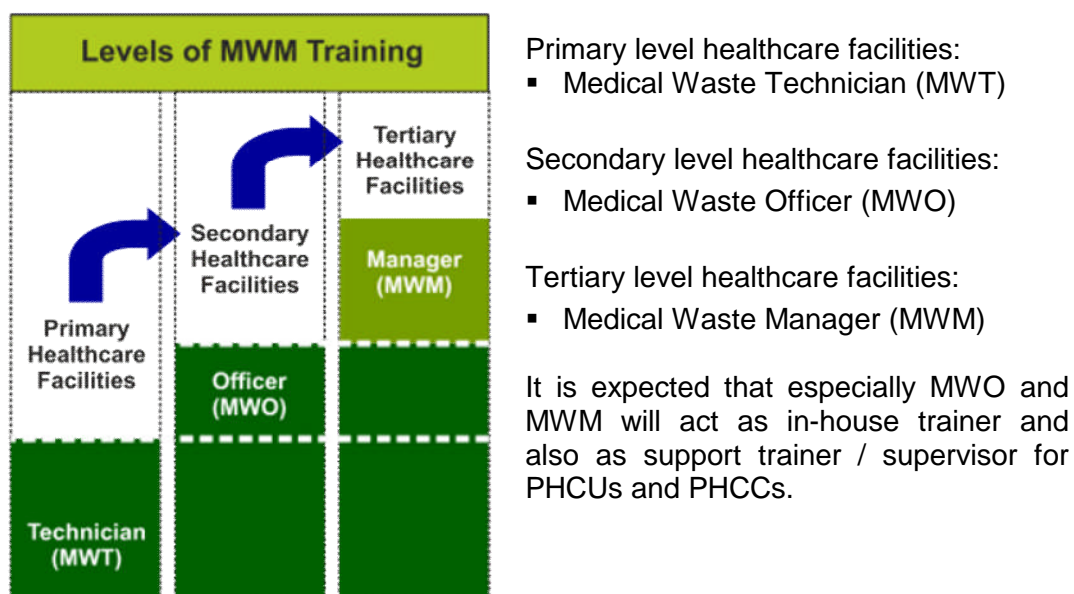 Levels of MWM Training
Primary
Healthcare
Facilities
Technician
(MWT)
Secondary
Healthcare
Facilities
Officer
(MWO)
Tertiary
Healthcare
Facilities
Manager
(MWM)
Primary level healthcare facilities:
▪ Medical Waste Technician (MWT)
Secondary level healthcare facilities:
▪ Medical Waste Officer (MWO)
Tertiary level healthcare facilities:
▪ Medical Waste Manager (MWM)
It is expected that especially MWO and
MWM will act as in-house trainer and
also as support trainer / supervisor for
PHCUs and PHCCs.